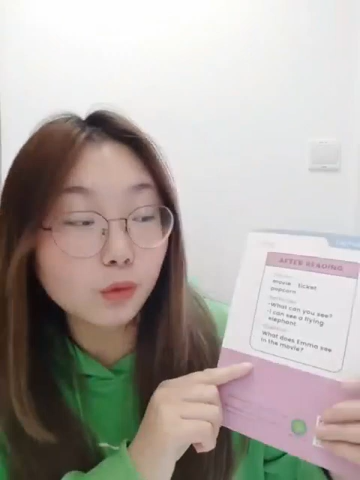 AFTER READING
movie ticket
popcorn
-What can you see?
-I can see a flying
elephant.
What does Emma see
in the movie?